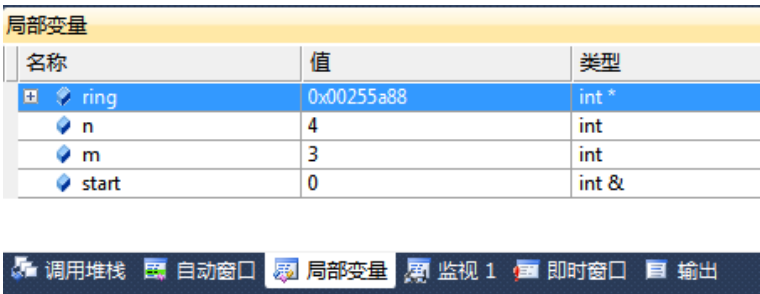 局部变量
名称 值 类型
ring 0x00255a88 int *
n 4 int
m 3 int
start 0 int &
调用堆栈 自动窗口 局部变量 监视 1 即时窗口 输出